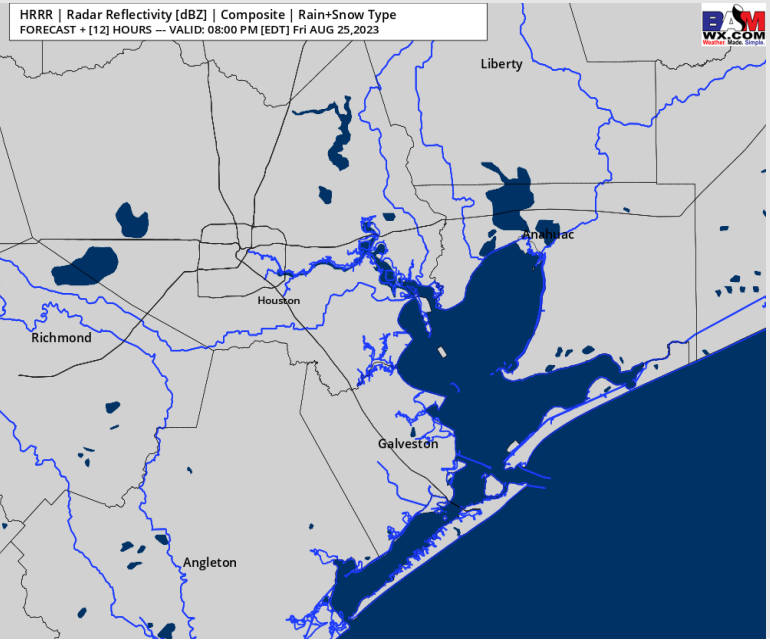 HRRR | Radar Reflectivity [dBZ] | Composite | Rain+Snow Type
FORECAST + [12] HOURS --- VALID: 08:00 PM [EDT] Fri AUG 25,2023
BAM
WX.COM
Weather. Made. Simple.
Liberty
Anahuac
Houston
Richmond
Galveston
Angleton